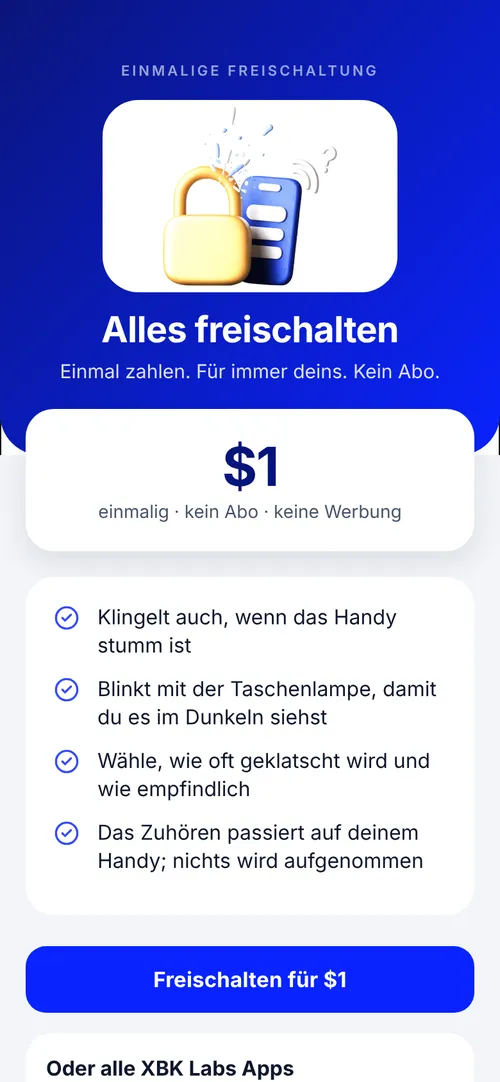 EINMALIGE FREISCHALTUNG
Alles freischalten
Einmal zahlen. Für immer deins. Kein Abo.
$1
einmalig · kein Abo · keine Werbung
Klingelt auch, wenn das Handy
stumm ist
Blinkt mit der Taschenlampe, damit
du es im Dunkeln siehst
Wähle, wie oft geklatscht wird und
wie empfindlich
Das Zuhören passiert auf deinem
Handy; nichts wird aufgenommen
Freischalten für $1
Oder alle XBK Labs Apps